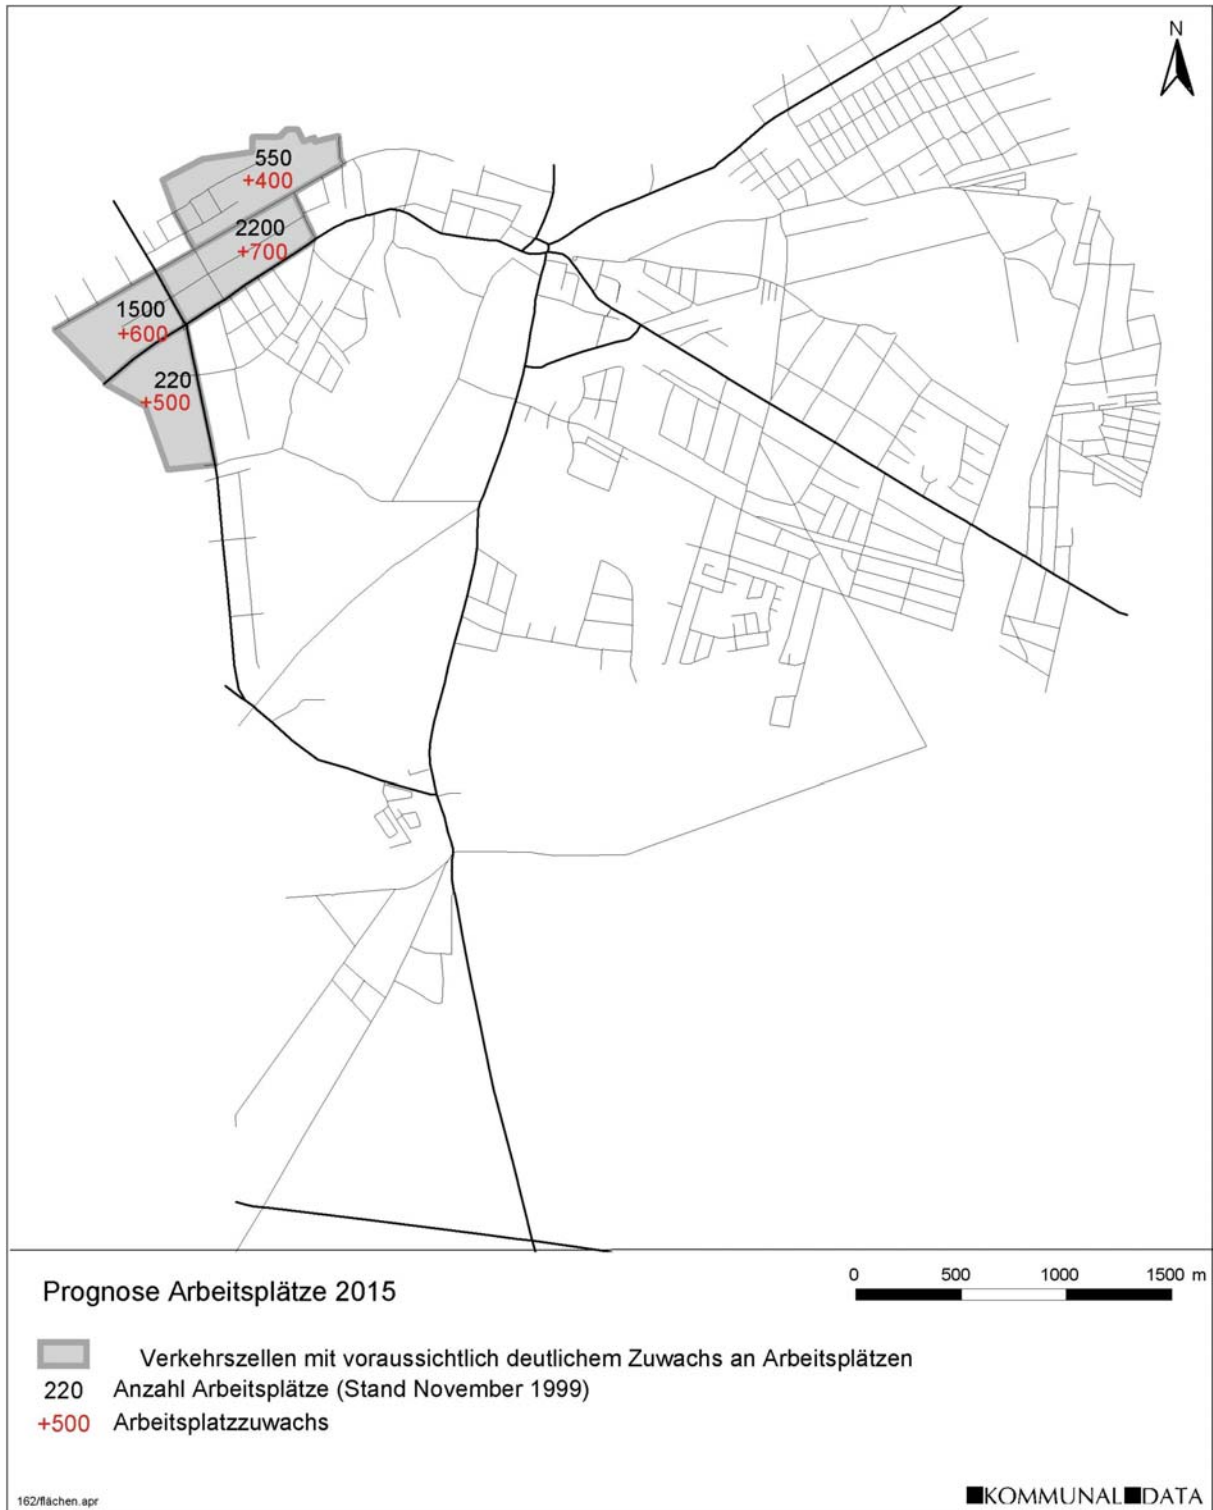 N
550
+400
2200
+700
1500
+600
220
+500
Prognose Arbeitsplätze 2015
0 500 1000 1500 m
Verkehrszellen mit voraussichtlich deutlichem Zuwachs an Arbeitsplätzen
220 Anzahl Arbeitsplätze (Stand November 1999)
+500 Arbeitsplatzzuwachs
162/flächen.apr
KOMMUNAL DATA